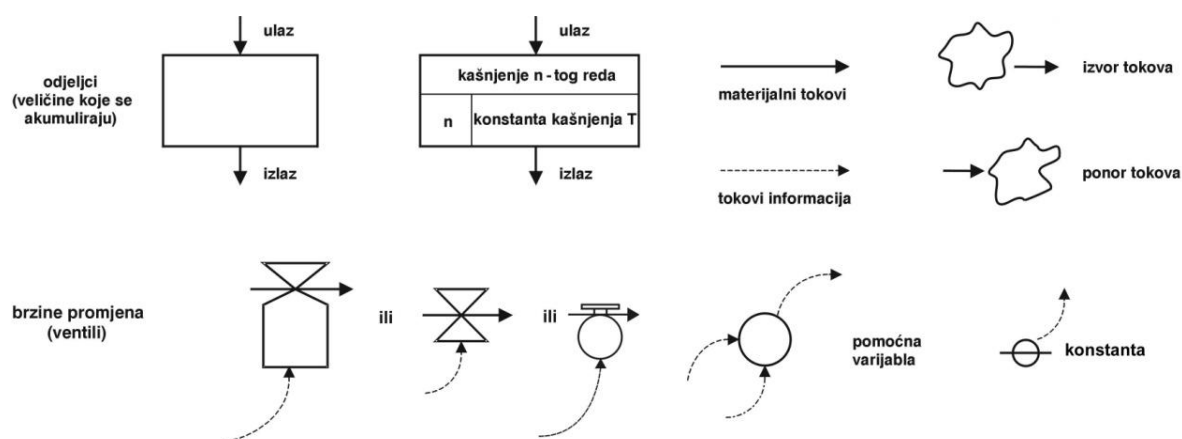 ulaz
ulaz
odjeljci
(veličine koje se
akumuliraju)
kašnjenje n - tog reda
n
konstanta kašnjenja T
materijalni tokovi
izvor tokova
izlaz
izlaz
tokovi informacija
ponor tokova
brzine promjena
(ventili)
ili
ili
pomoćna
varijabla
konstanta